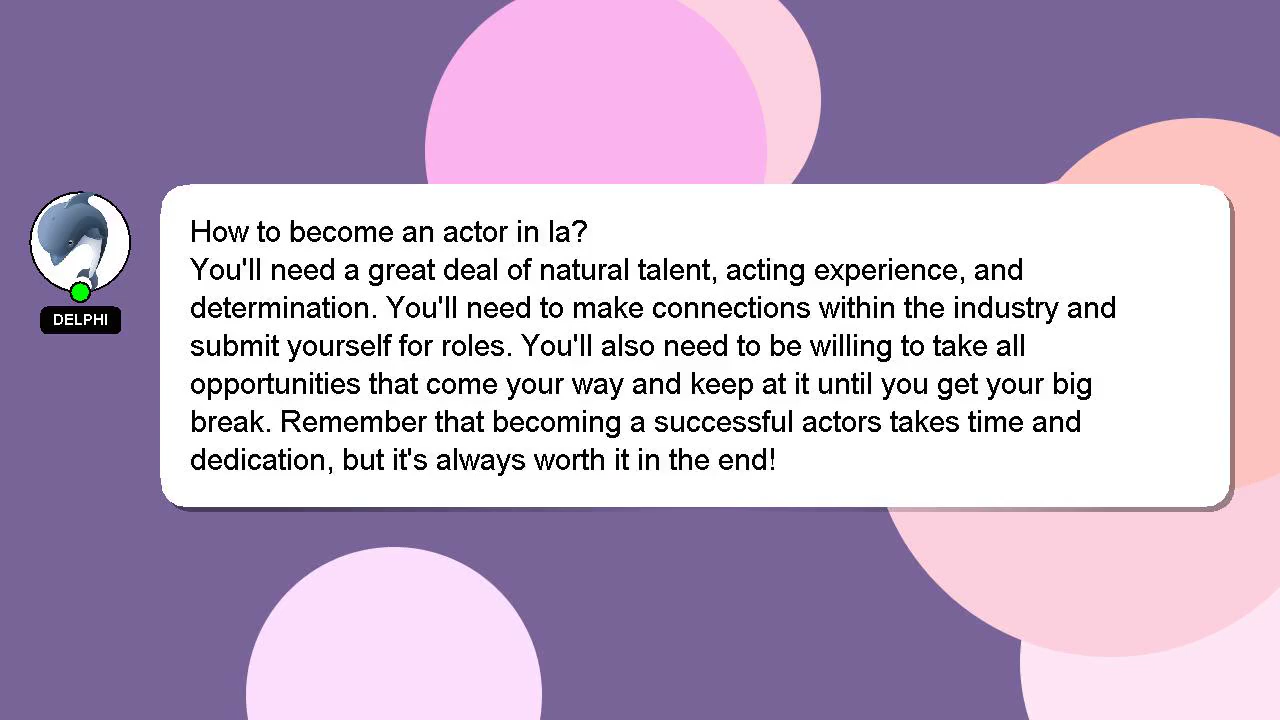 How to become an actor in la?
You'll need a great deal of natural talent, acting experience, and
determination. You'll need to make connections within the industry and
submit yourself for roles. You'll also need to be willing to take all
opportunities that come your way and keep at it until you get your big
break. Remember that becoming a successful actors takes time and
dedication, but it's always worth it in the end!
DELPHI